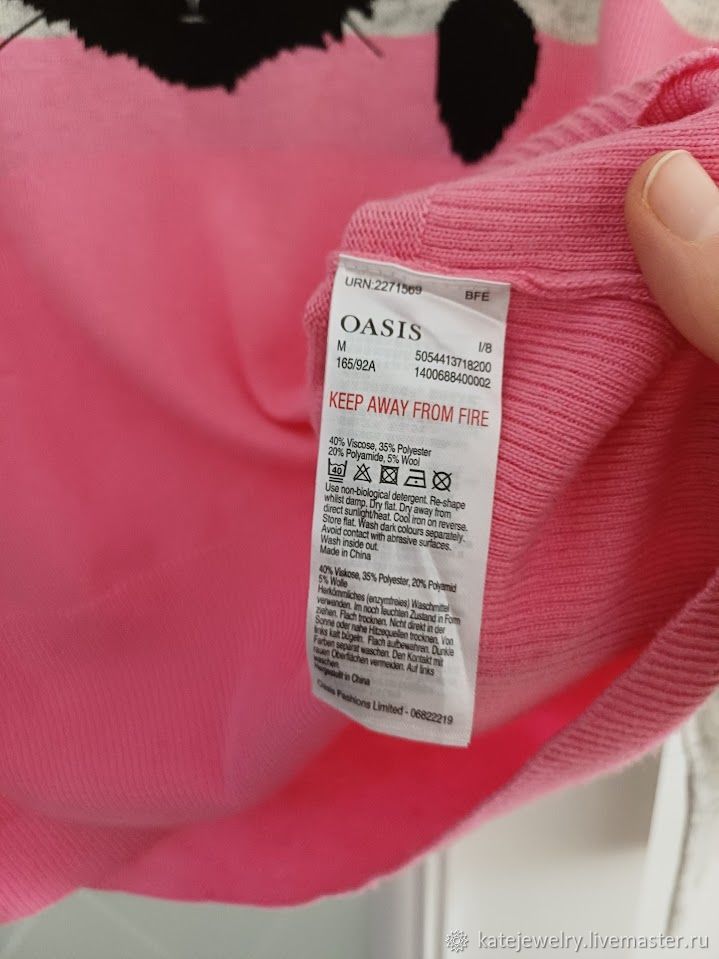 URN:2271569 BFE
OASIS
M I/8
165/92A 5054413718200
1400688400002
KEEP AWAY FROM FIRE
40% Viscose, 35% Polyester
20% Polyamide, 5% Wool
40
Use non-biological detergent. Re-shape
whilst damp. Dry flat. Dry away from
direct sunlight/heat. Cool iron on reverse.
Store flat. Wash dark colours separately.
Avoid contact with abrasive surfaces.
Wash inside out.
Made in China
40% Viskose, 35% Polyester, 20% Polyamid
5% Wolle
Herkömmliches (enzymfreies) Waschmittel
verwenden. Im noch feuchten Zustand in Form
ziehen. Flach trocknen. Nicht direkt in der
Sonne oder nahe Hitzequellen trocknen. Von
links kalt bügeln. Flach aufbewahren. Dunkle
Farben separat waschen. Den Kontakt mit
rauen Oberflächen vermeiden. Auf links
waschen.
Hergestellt in China
Oasis Fashions Limited - 06822219
katejewelry.livemaster.ru